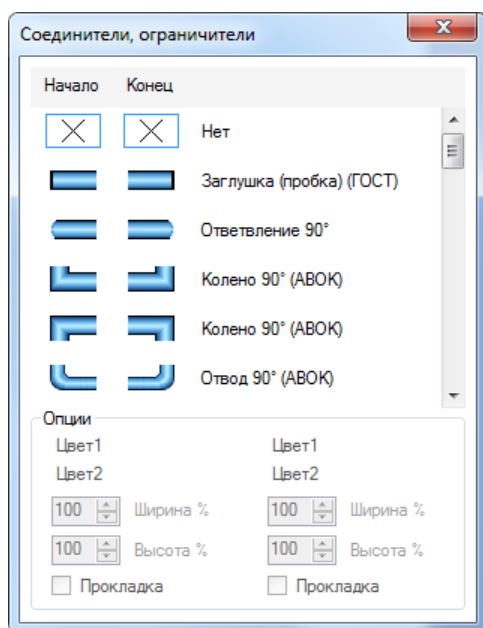 Соединители, ограничители
Начало Конец
Нет
Заглушка (пробка) (ГОСТ)
Ответвление 90°
Колено 90° (АВОК)
Колено 90° (АВОК)
Отвод 90° (АВОК)
Опции
Цвет1 Цвет1
Цвет2 Цвет2
100 Ширина % 100 Ширина %
100 Высота % 100 Высота %
Прокладка Прокладка